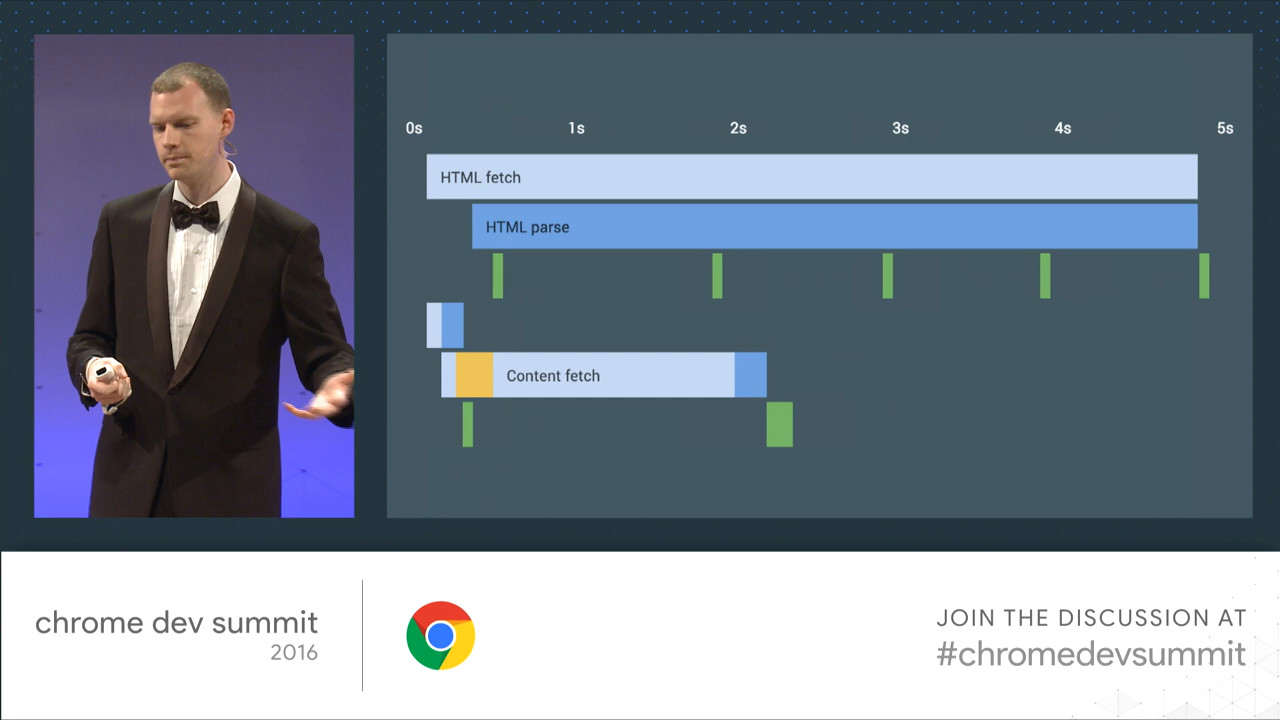 0s 1s 2s 3s 4s 5s
HTML fetch
HTML parse
Content fetch
chrome dev summit
2016
JOIN THE DISCUSSION AT
#chromedevsummit